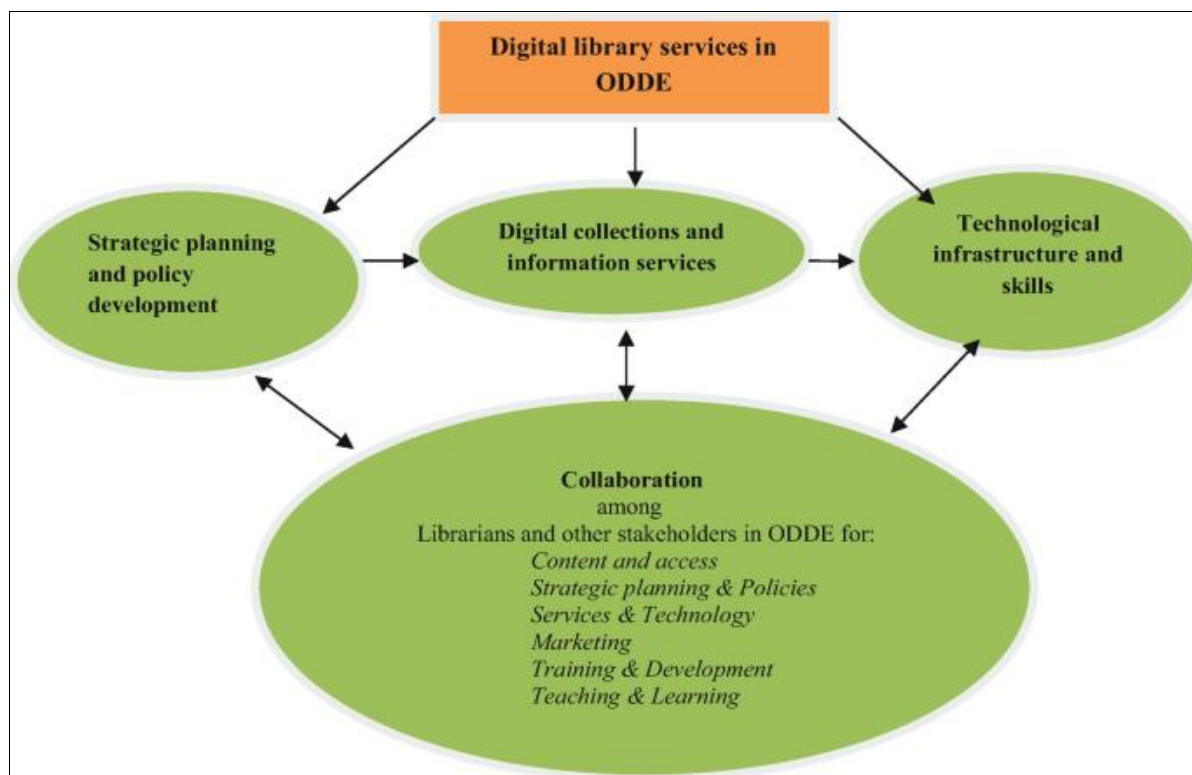 Digital library services in
ODDE
Strategic planning
and policy
development
Digital collections and
information services
Technological
infrastructure and
skills
Collaboration
among
Librarians and other stakeholders in ODDE for:
Content and access
Strategic planning & Policies
Services & Technology
Marketing
Training & Development
Teaching & Learning